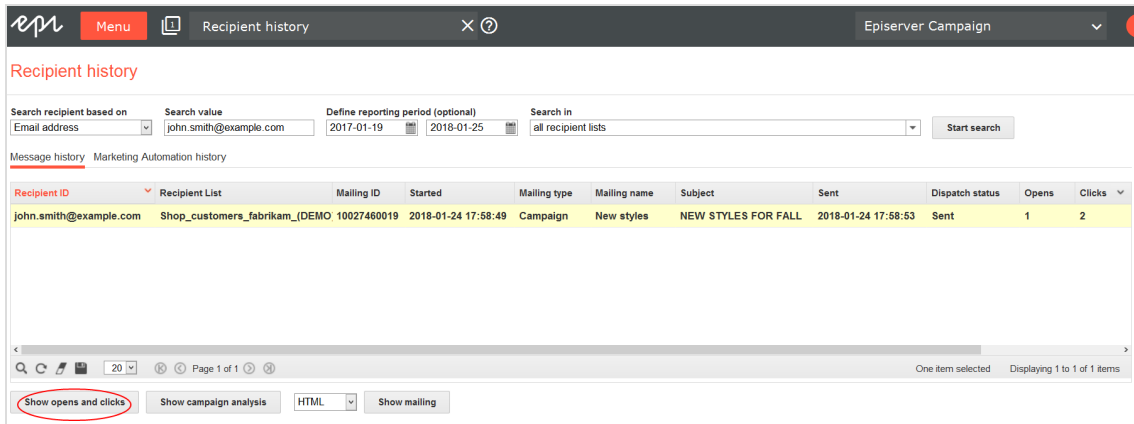 epi Menu 1 Recipient history Episerver Campaign
Recipient history
Search recipient based on Search value Define reporting period (optional) Search in
Email address john.smith@example.com 2017-01-19 2018-01-25 all recipient lists Start search
Message history Marketing Automation history
Recipient ID Recipient List Mailing ID Started Mailing type Mailing name Subject Sent Dispatch status Opens Clicks
john.smith@example.com Shop_customers_fabrikam_(DEMO) 10027460019 2018-01-24 17:58:49 Campaign New styles NEW STYLES FOR FALL 2018-01-24 17:58:53 Sent 1 2
20 Page 1 of 1 One item selected Displaying 1 to 1 of 1 items
Show opens and clicks Show campaign analysis HTML Show mailing